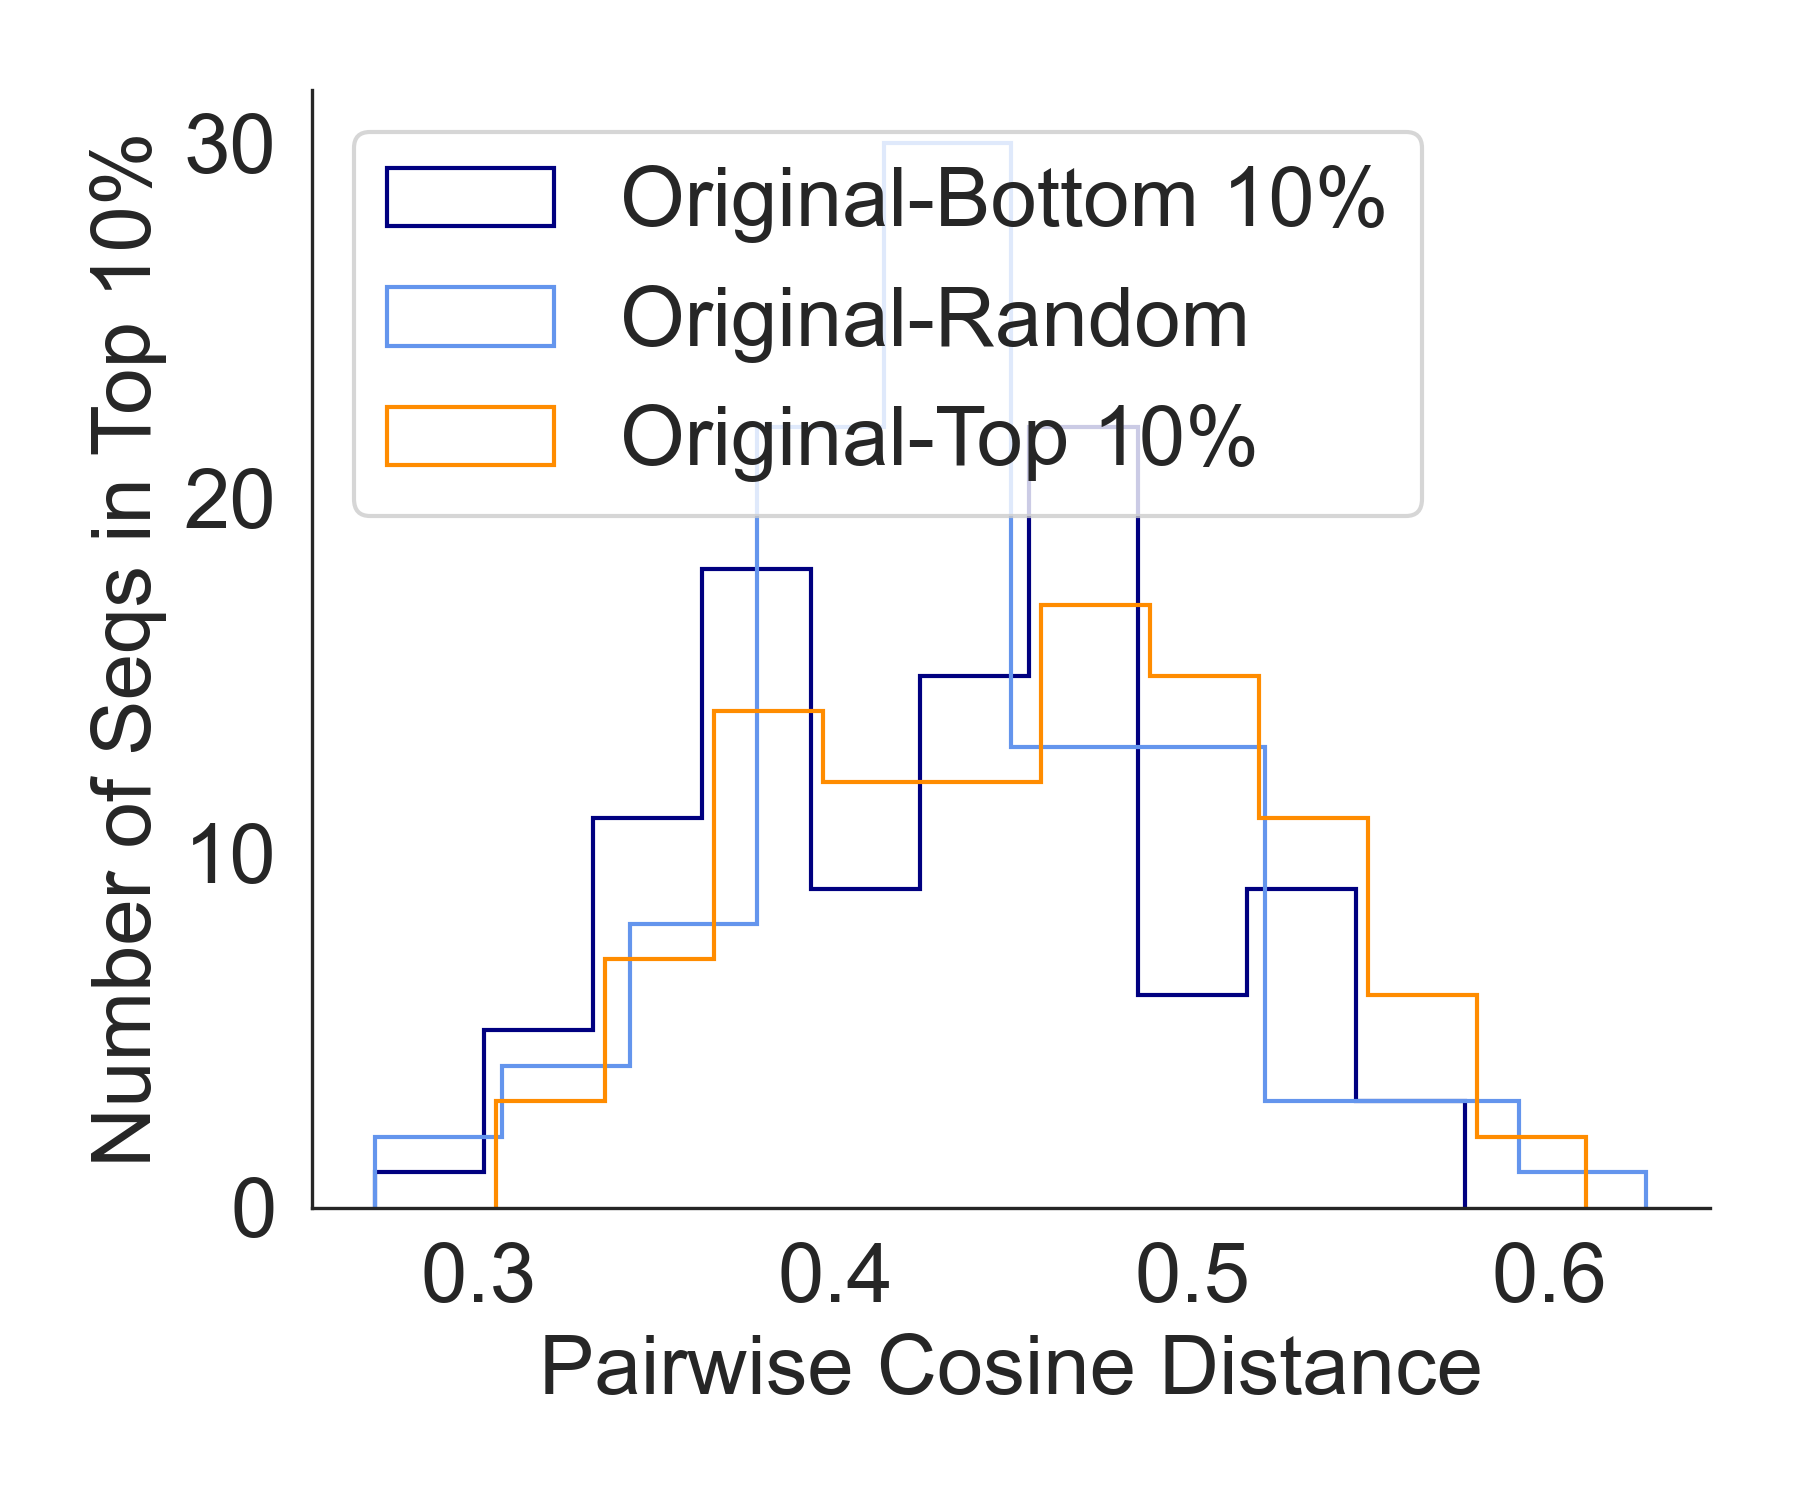 Number of Seqs in Top 10%
30
20
10
0
Original-Bottom 10%
Original-Random
Original-Top 10%
0.3 0.4 0.5 0.6
Pairwise Cosine Distance